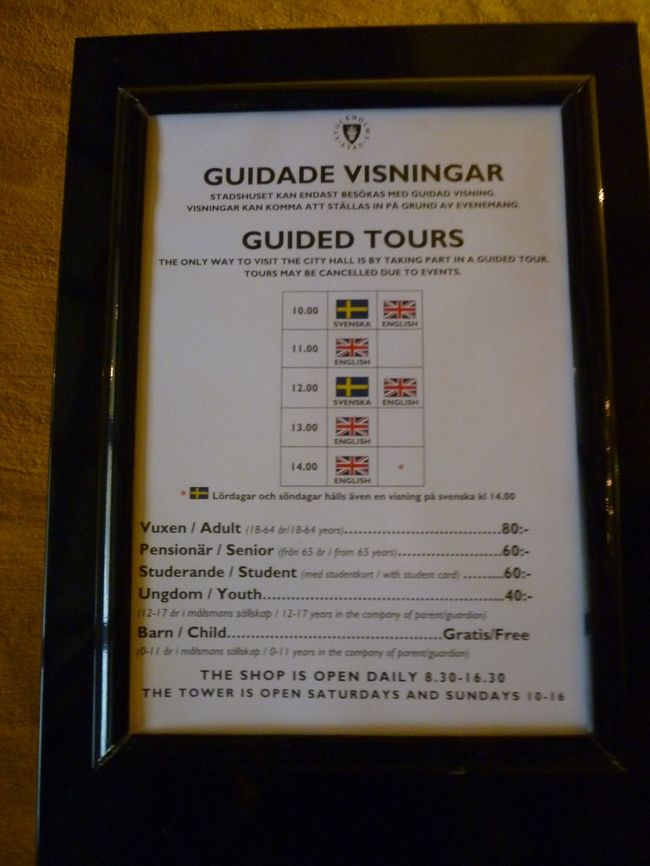 STOCKHOLMS STAD
GUIDADE VISNINGAR
STADSHUSET KAN ENDAST BESÖKAS MED GUIDAD VISNING.
VISNINGAR KAN KOMMA ATT STÄLLAS IN PÅ GRUND AV EVENEMANG.
GUIDED TOURS
THE ONLY WAY TO VISIT THE CITY HALL IS BY TAKING PART IN A GUIDED TOUR.
TOURS MAY BE CANCELLED DUE TO EVENTS.
10.00 SVENSKA ENGLISH
11.00 ENGLISH
12.00 SVENSKA ENGLISH
13.00 ENGLISH
14.00 ENGLISH *
* Lördagar och söndagar hålls även en visning på svenska kl 14.00
Vuxen / Adult (18-64 år/18-64 years)..............................80:-
Pensionär / Senior (från 65 år / from 65 years)....................60:-
Studerande / Student (med studentkort / with student card) .........60:-
Ungdom / Youth..............................................40:-
(12-17 år i målsmans sällskap / 12-17 years in the company of parent/guardian)
Barn / Child........................................Gratis/Free
(0-11 år i målsmans sällskap / 0-11 years in the company of parent/guardian)
THE SHOP IS OPEN DAILY 8.30-16.30
THE TOWER IS OPEN SATURDAYS AND SUNDAYS 10-16